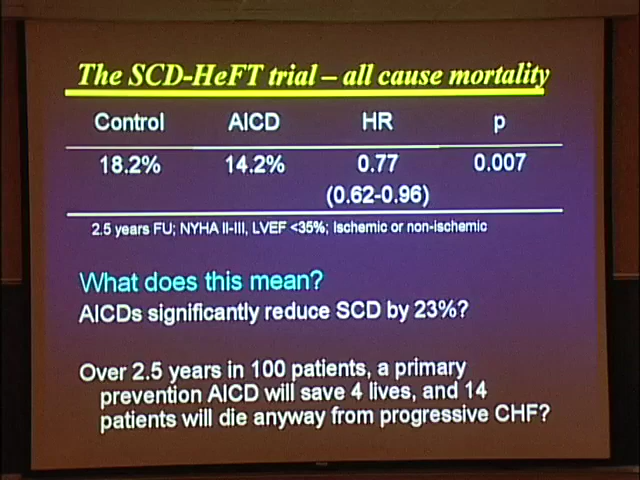 The SCD-HeFT trial – all cause mortality
Control AICD HR p
18.2% 14.2% 0.77 0.007
(0.62-0.96)
2.5 years FU; NYHA II-III, LVEF <35%; Ischemic or non-ischemic
What does this mean?
AICDs significantly reduce SCD by 23%?
Over 2.5 years in 100 patients, a primary
prevention AICD will save 4 lives, and 14
patients will die anyway from progressive CHF?